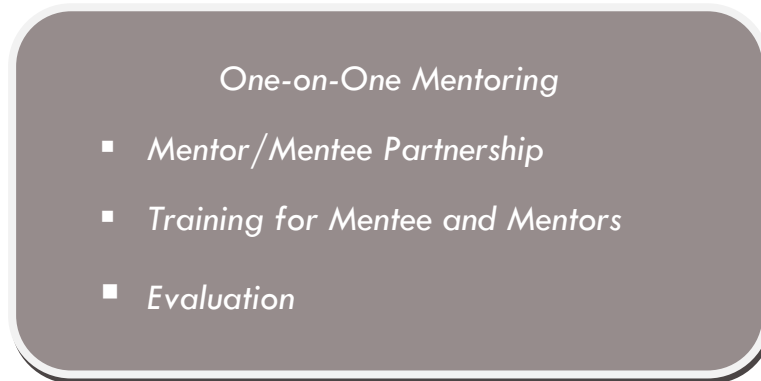 One-on-One Mentoring
▪ Mentor/Mentee Partnership
▪ Training for Mentee and Mentors
▪ Evaluation